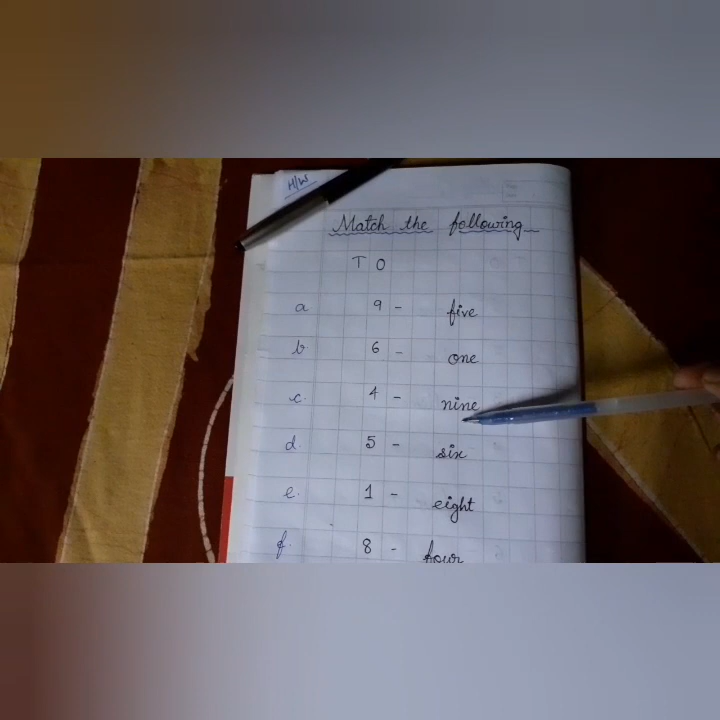 H/W
Match the following
T O
a 9 - five
b. 6 - one
c. 4 - nine
d. 5 - six
e. 1 - eight
f. 8 - four